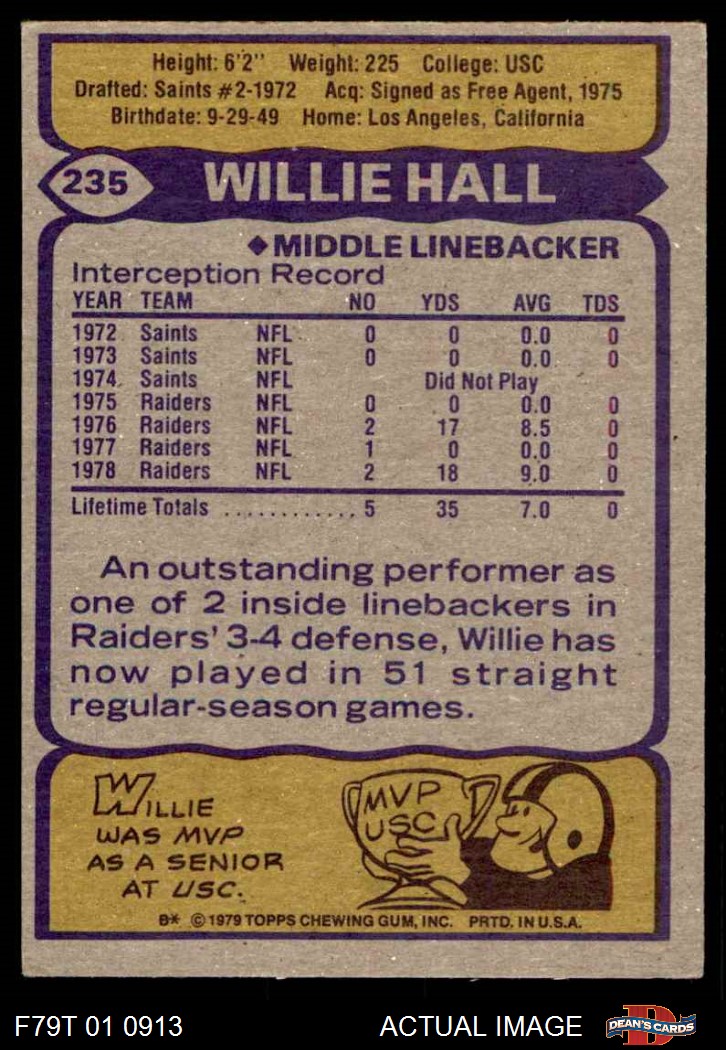 Height: 6'2" Weight: 225 College: USC
Drafted: Saints #2-1972 Acq: Signed as Free Agent, 1975
Birthdate: 9-29-49 Home: Los Angeles, California
235 WILLIE HALL
◆MIDDLE LINEBACKER
Interception Record
YEAR TEAM NO YDS AVG TDS
1972 Saints NFL 0 0 0.0 0
1973 Saints NFL 0 0 0.0 0
1974 Saints NFL Did Not Play
1975 Raiders NFL 0 0 0.0 0
1976 Raiders NFL 2 17 8.5 0
1977 Raiders NFL 1 0 0.0 0
1978 Raiders NFL 2 18 9.0 0
Lifetime Totals ............ 5 35 7.0 0
An outstanding performer as
one of 2 inside linebackers in
Raiders' 3-4 defense, Willie has
now played in 51 straight
regular-season games.
WILLIE
WAS MVP
AS A SENIOR
AT USC.
MVP
USC
B* © 1979 TOPPS CHEWING GUM, INC. PRTD. IN U.S.A.
F79T 01 0913 ACTUAL IMAGE D DEAN'S CARDS